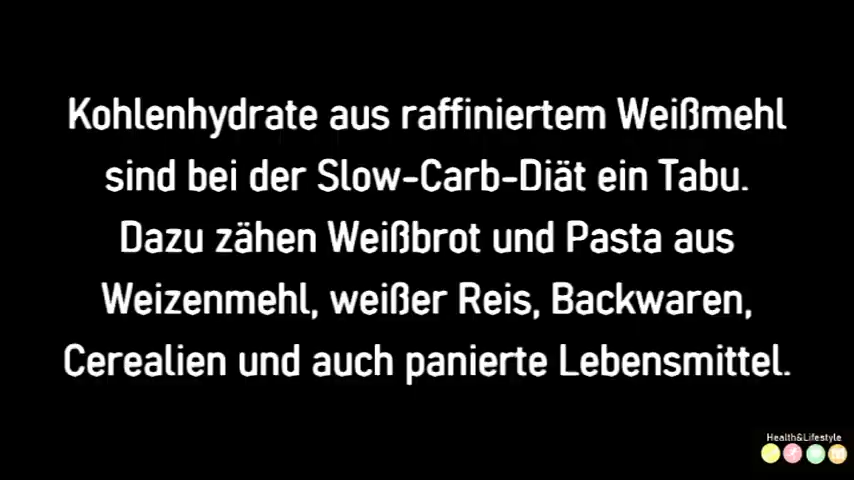 Kohlenhydrate aus raffiniertem Weißmehl
sind bei der Slow-Carb-Diät ein Tabu.
Dazu zähen Weißbrot und Pasta aus
Weizenmehl, weißer Reis, Backwaren,
Cerealien und auch panierte Lebensmittel.
Health&Lifestyle